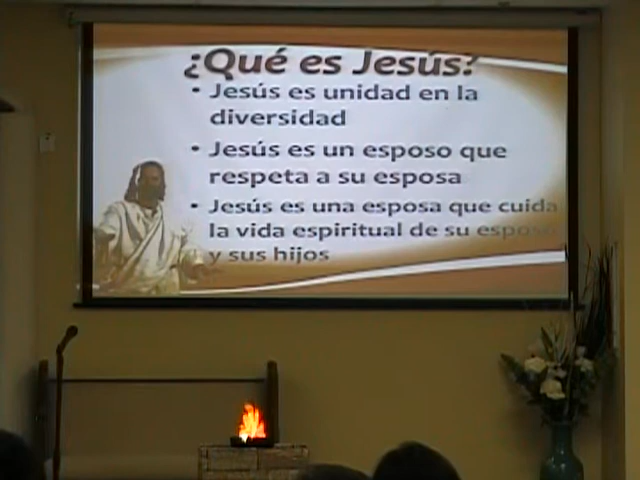 ¿Qué es Jesús?
• Jesús es unidad en la
diversidad
• Jesús es un esposo que
respeta a su esposa
• Jesús es una esposa que cuida
la vida espiritual de su esposo
y sus hijos